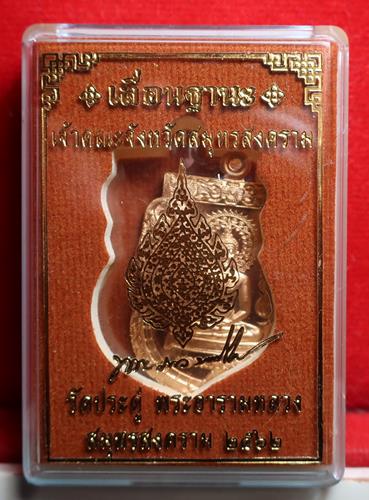 เลื่อนฐานะ
เจ้าคณะจังหวัดสมุทรสงคราม
วัดประดู่ พระอารามหลวง
สมุทรสงคราม ๒๕๖๒